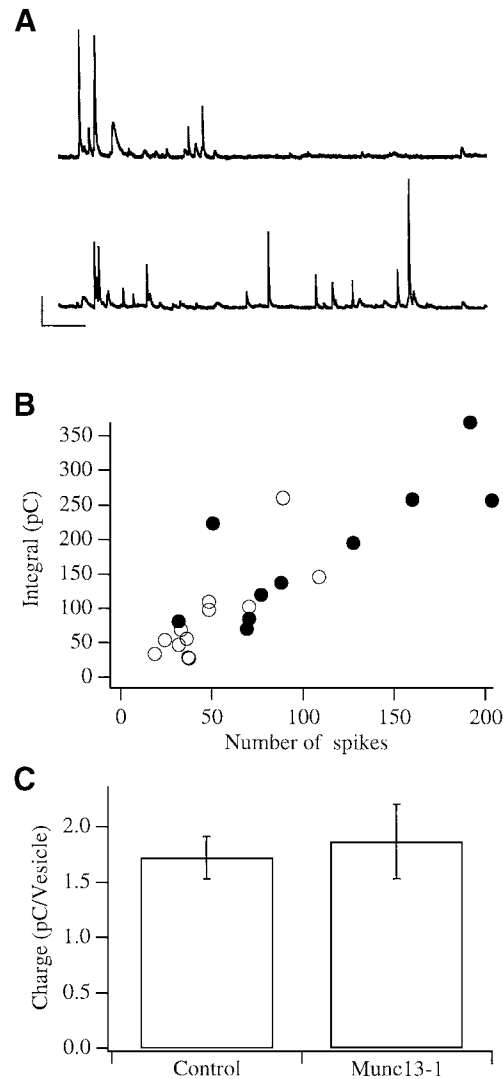 A
B
350
300
250
200
150
100
50
0
Integral (pC)
0 50 100 150 200
Number of spikes
C
2.0
1.5
1.0
0.5
0.0
Charge (pC/Vesicle)
Control Munc13-1